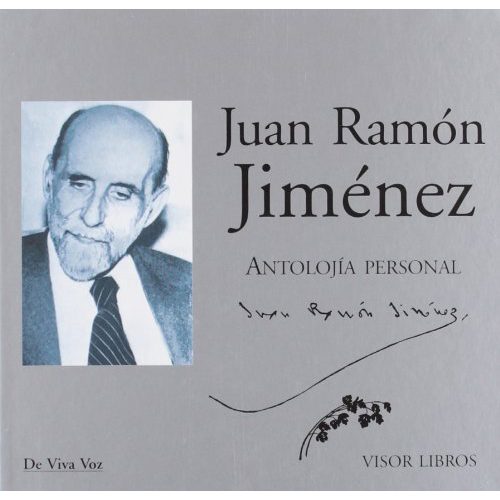 Juan Ramón
Jiménez
ANTOLOJÍA PERSONAL
Juan Ramón Jiménez,
De Viva Voz
VISOR LIBROS